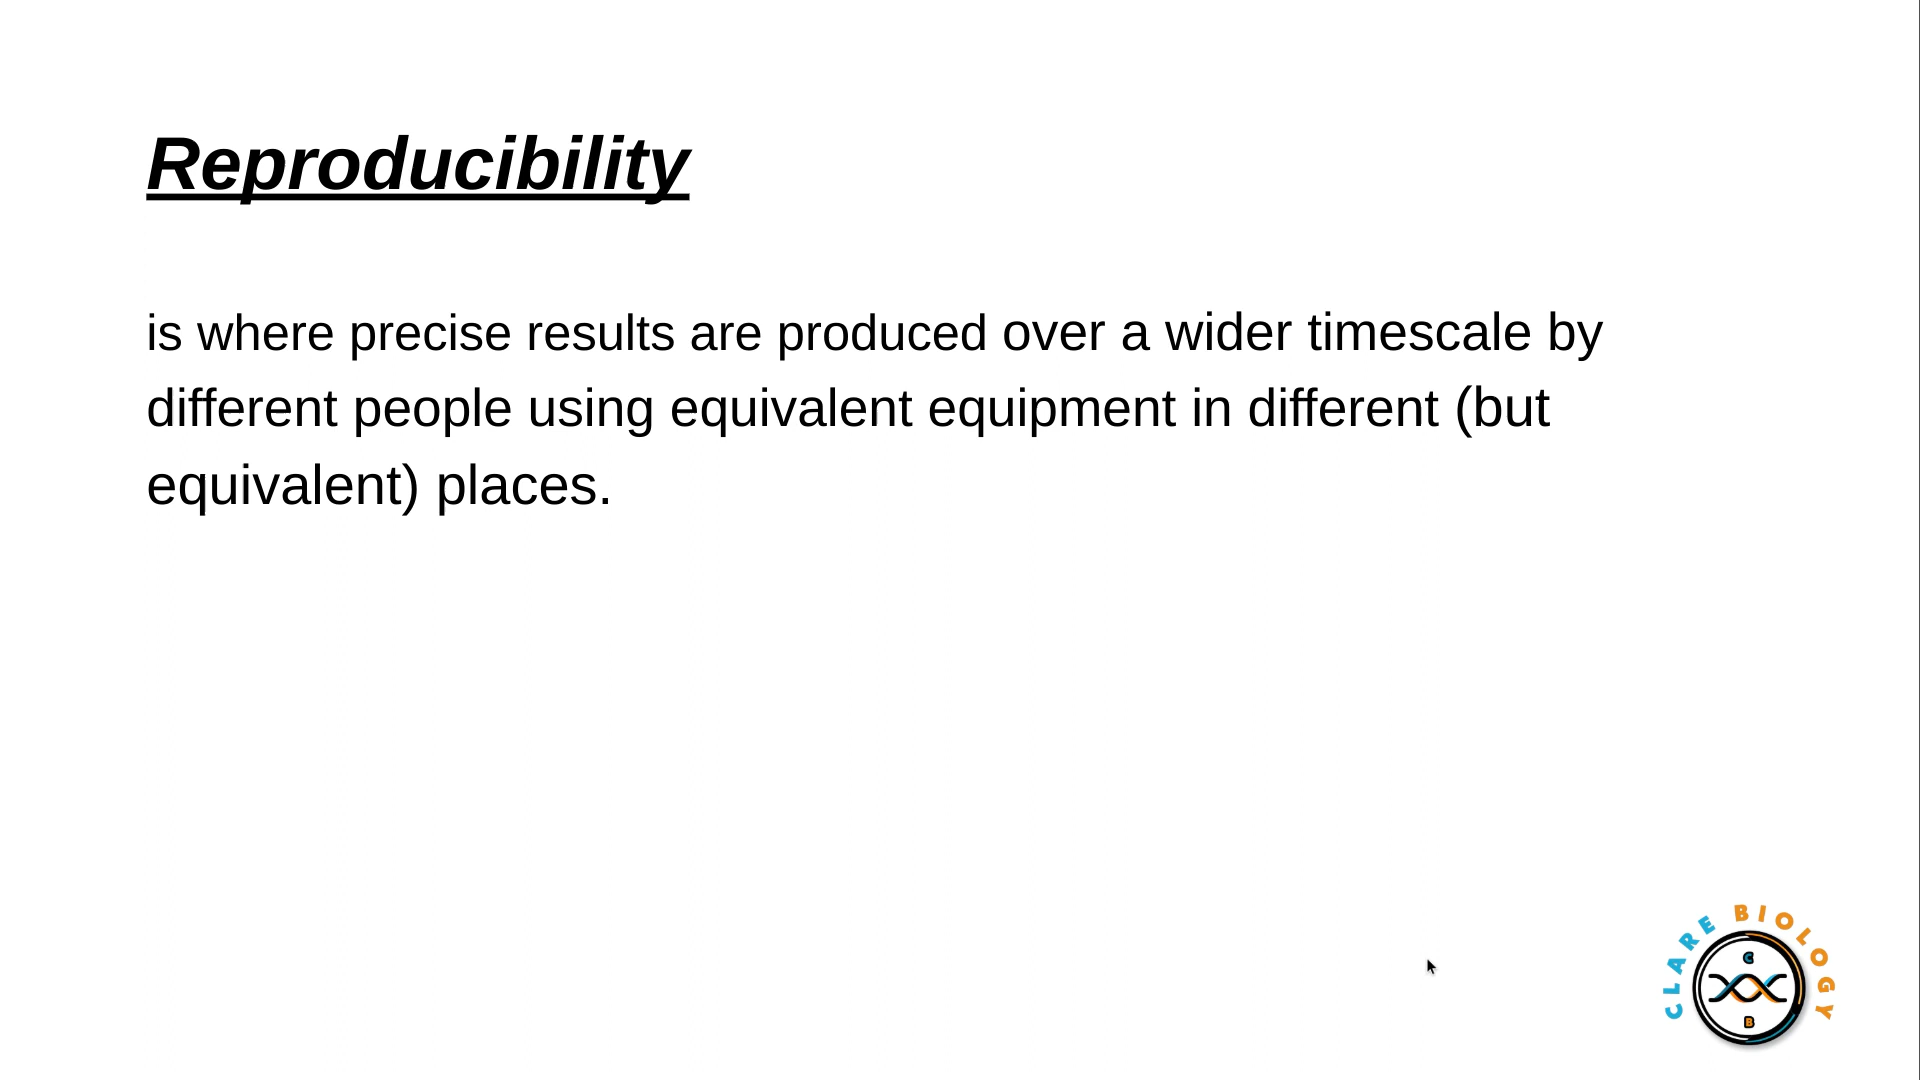 Reproducibility
is where precise results are produced over a wider timescale by
different people using equivalent equipment in different (but
equivalent) places.
CLARE BIOLOGY
C
B